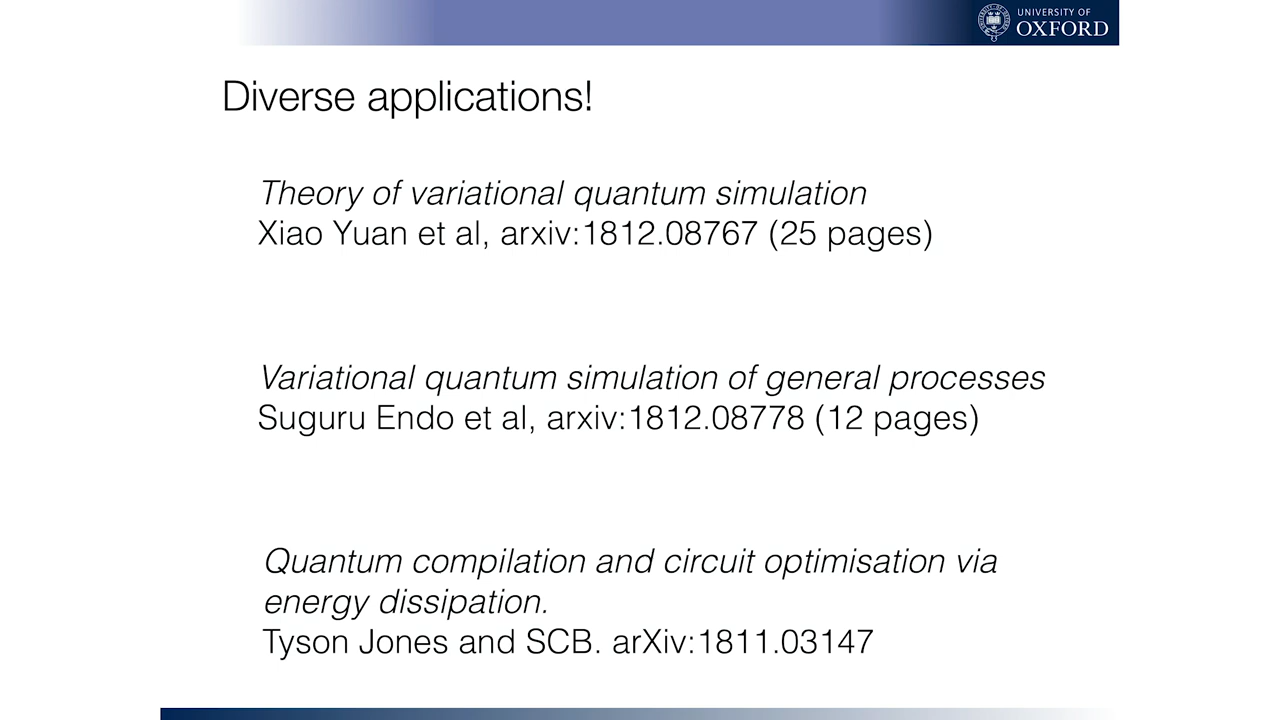 UNIVERSITY OF
OXFORD
Diverse applications!
Theory of variational quantum simulation
Xiao Yuan et al, arxiv:1812.08767 (25 pages)
Variational quantum simulation of general processes
Suguru Endo et al, arxiv:1812.08778 (12 pages)
Quantum compilation and circuit optimisation via
energy dissipation.
Tyson Jones and SCB. arXiv:1811.03147